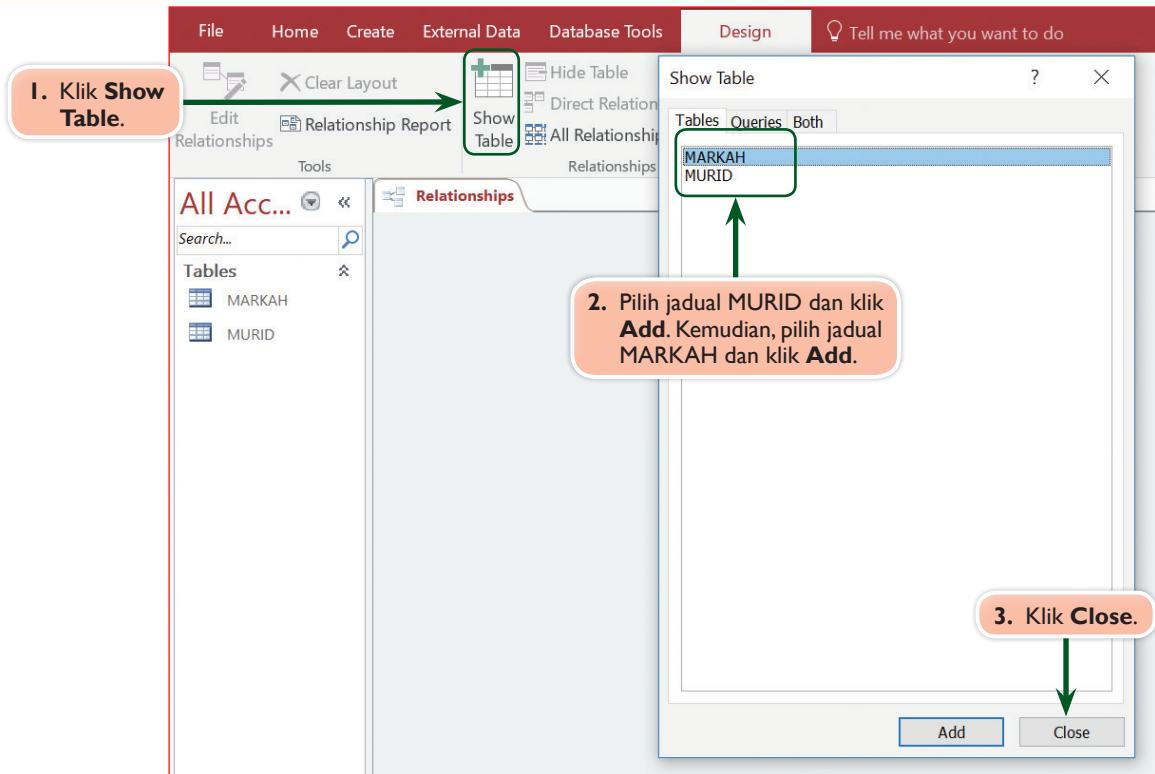 File Home Create External Data Database Tools Design Tell me what you want to do
1. Klik Show
Table.
Edit
Relationships
Clear Layout
Relationship Report
Tools
Show
Table
Hide Table
Direct Relation
All Relationship
Relationships
All Acc...
Search...
Tables
MARKAH
MURID
Relationships
Show Table
Tables Queries Both
MARKAH
MURID
2. Pilih jadual MURID dan klik
Add. Kemudian, pilih jadual
MARKAH dan klik Add.
3. Klik Close.
Add Close